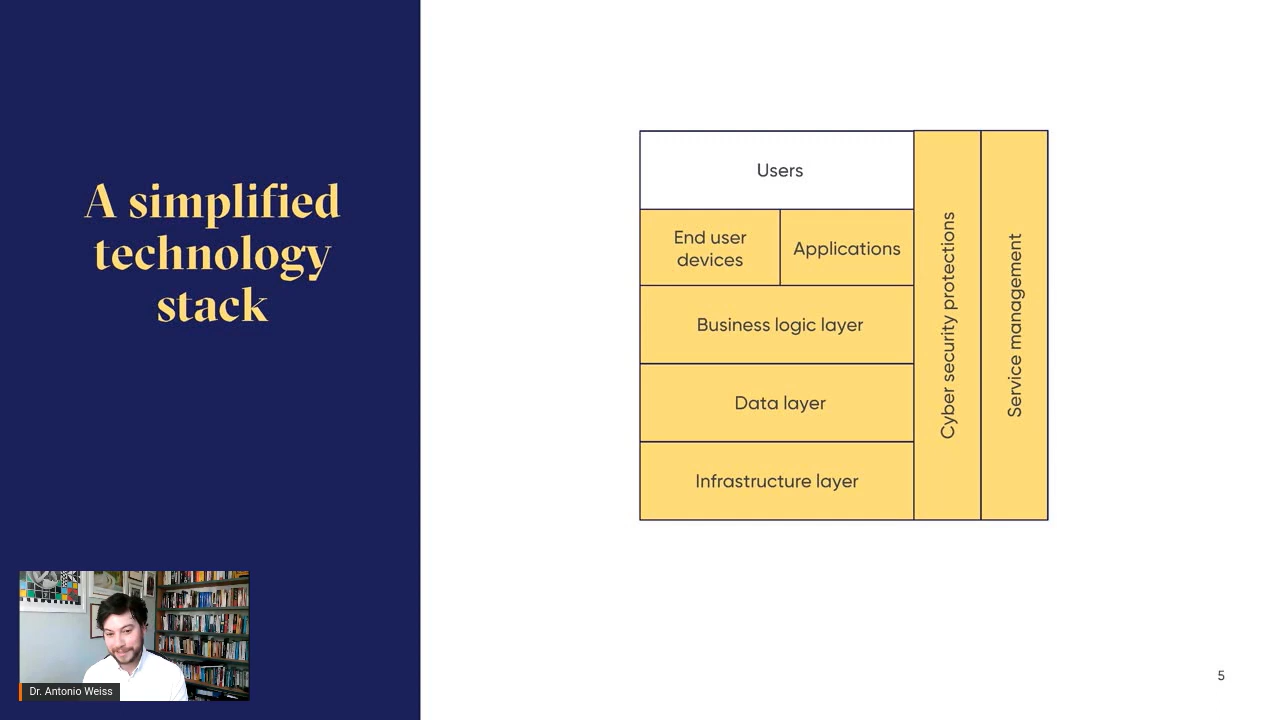 A simplified
technology
stack
Users
End user
devices
Applications
Business logic layer
Data layer
Infrastructure layer
Cyber security protections
Service management
Dr. Antonio Weiss
5